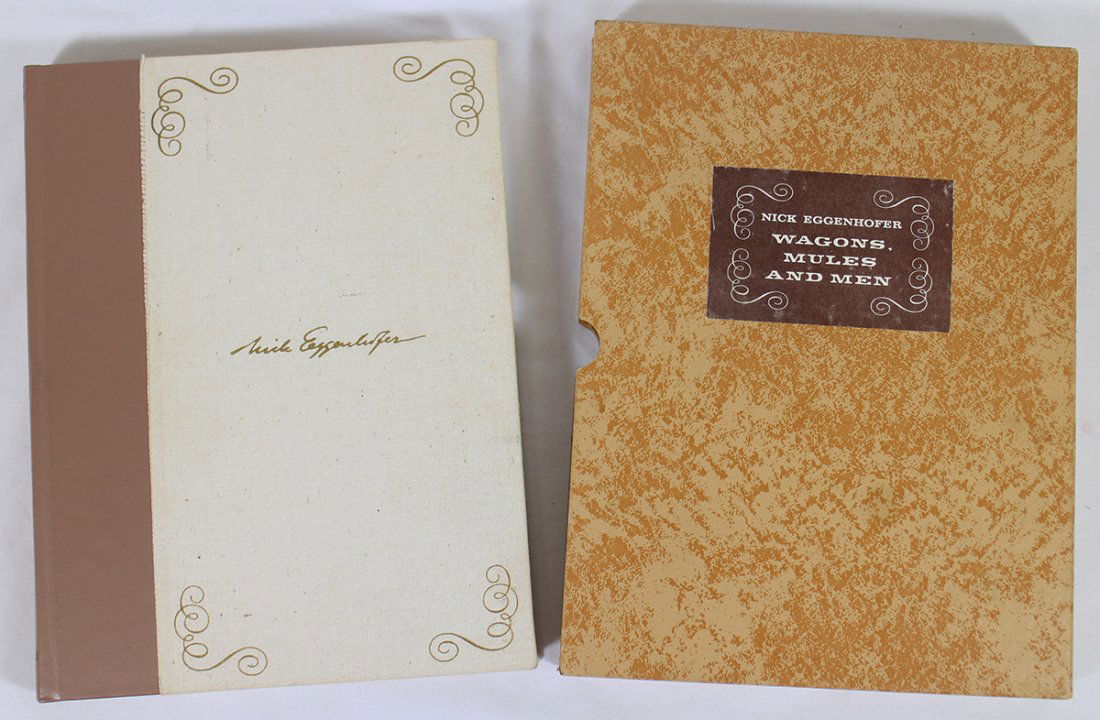 Nick Eggenhofer
NICK EGGENHOFER
WAGONS,
MULES
AND MEN